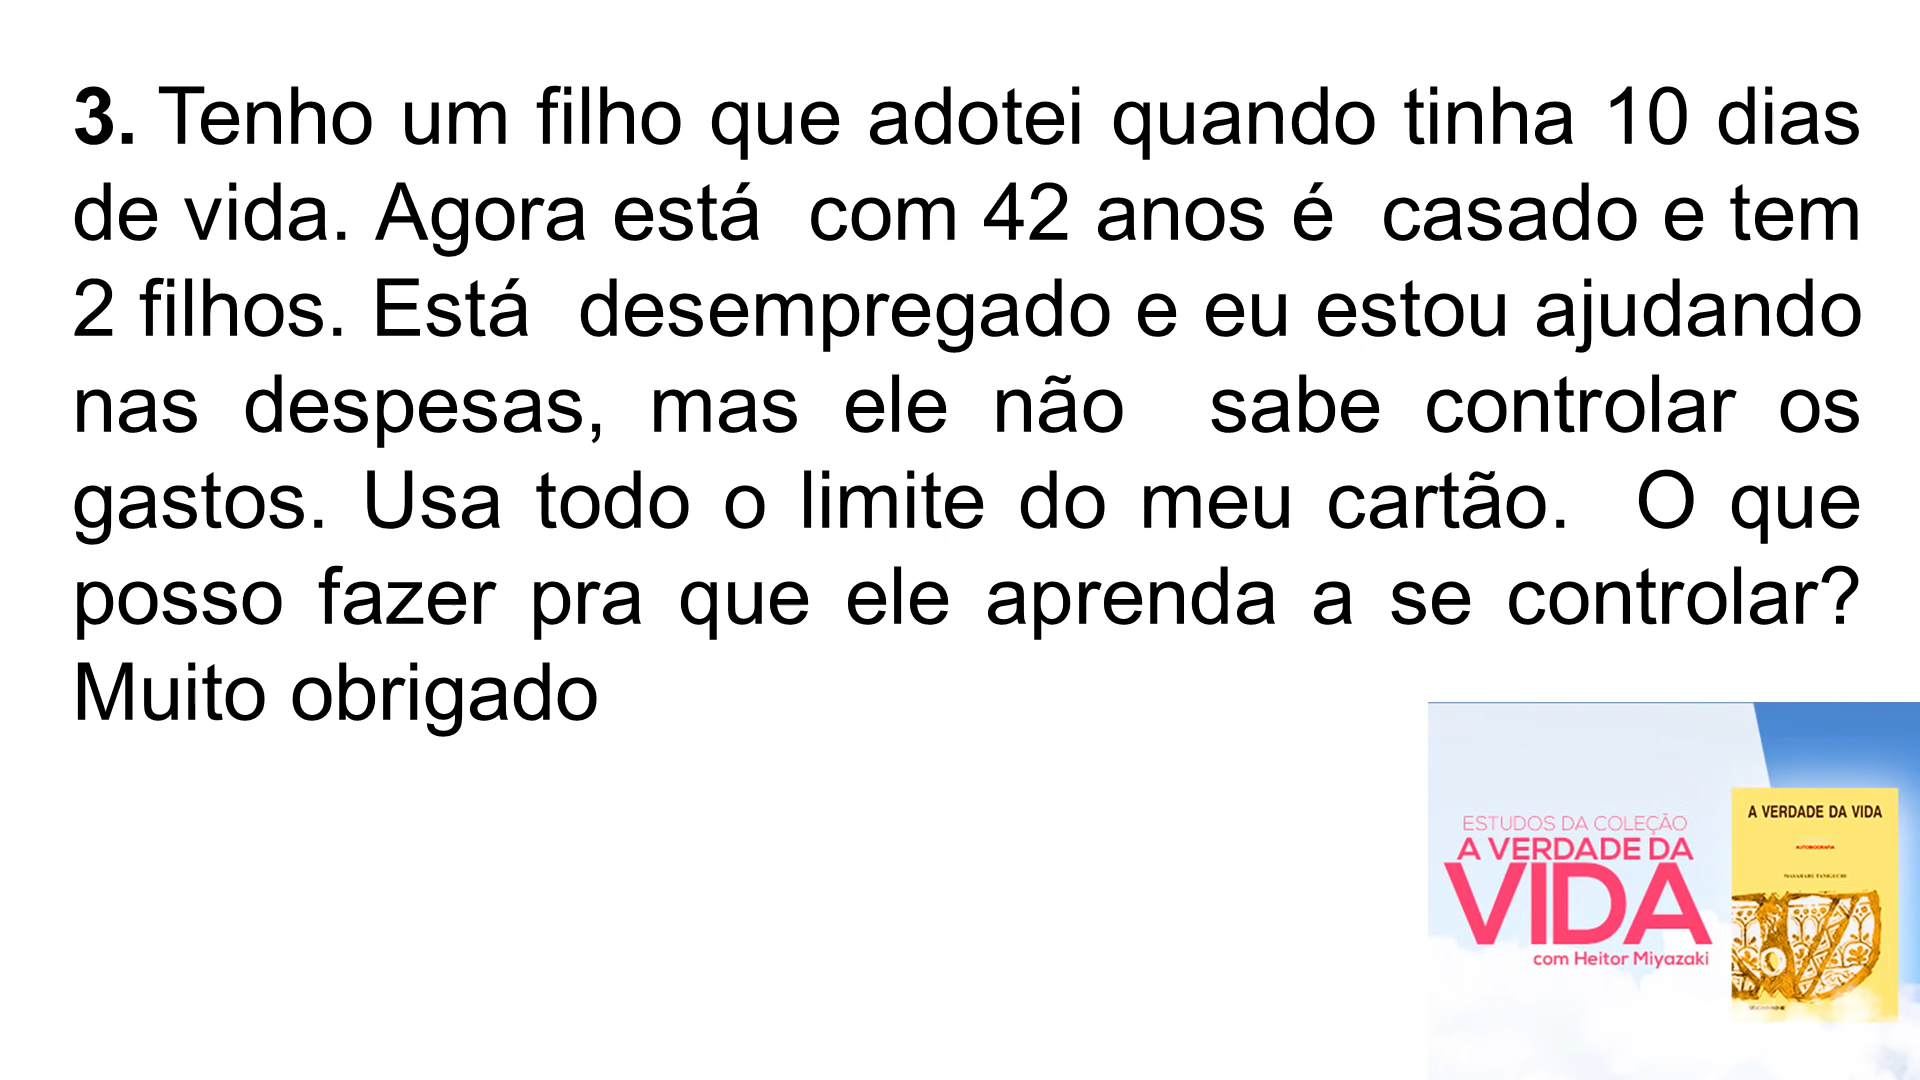 3. Tenho um filho que adotei quando tinha 10 dias
de vida. Agora está com 42 anos é casado e tem
2 filhos. Está desempregado e eu estou ajudando
nas despesas, mas ele não sabe controlar os
gastos. Usa todo o limite do meu cartão. O que
posso fazer pra que ele aprenda a se controlar?
Muito obrigado
ESTUDOS DA COLEÇÃO
A VERDADE DA
VIDA
com Heitor Miyazaki
A VERDADE DA VIDA
AUTOBIOGRAFIA
MASAHARU TANIGUCHI